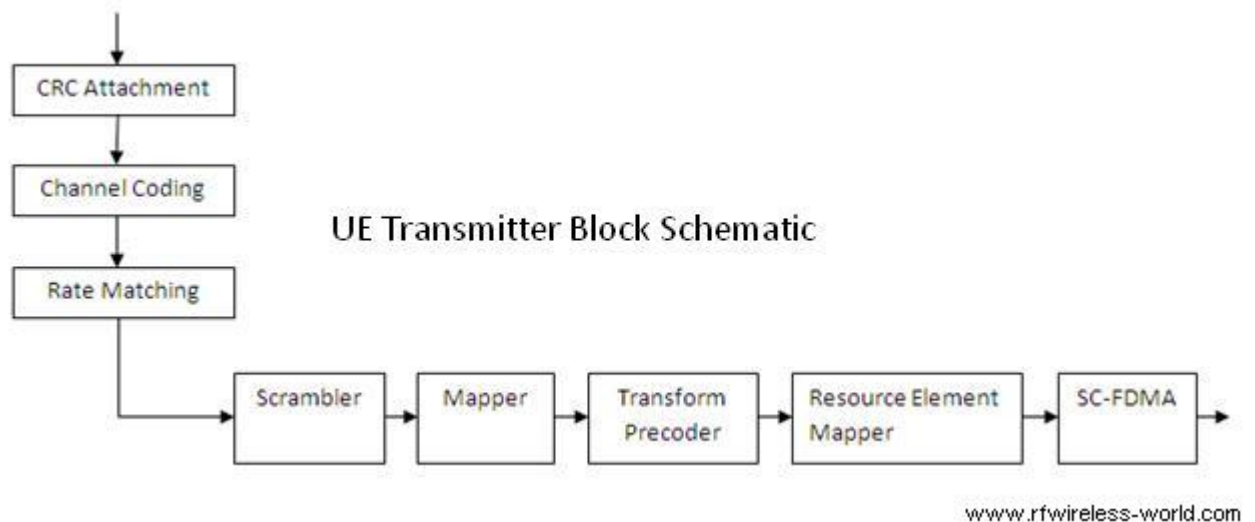 CRC Attachment
Channel Coding
UE Transmitter Block Schematic
Rate Matching
Scrambler
Mapper
Transform
Precoder
Resource Element
Mapper
SC-FDMA
www.rfwireless-world.com